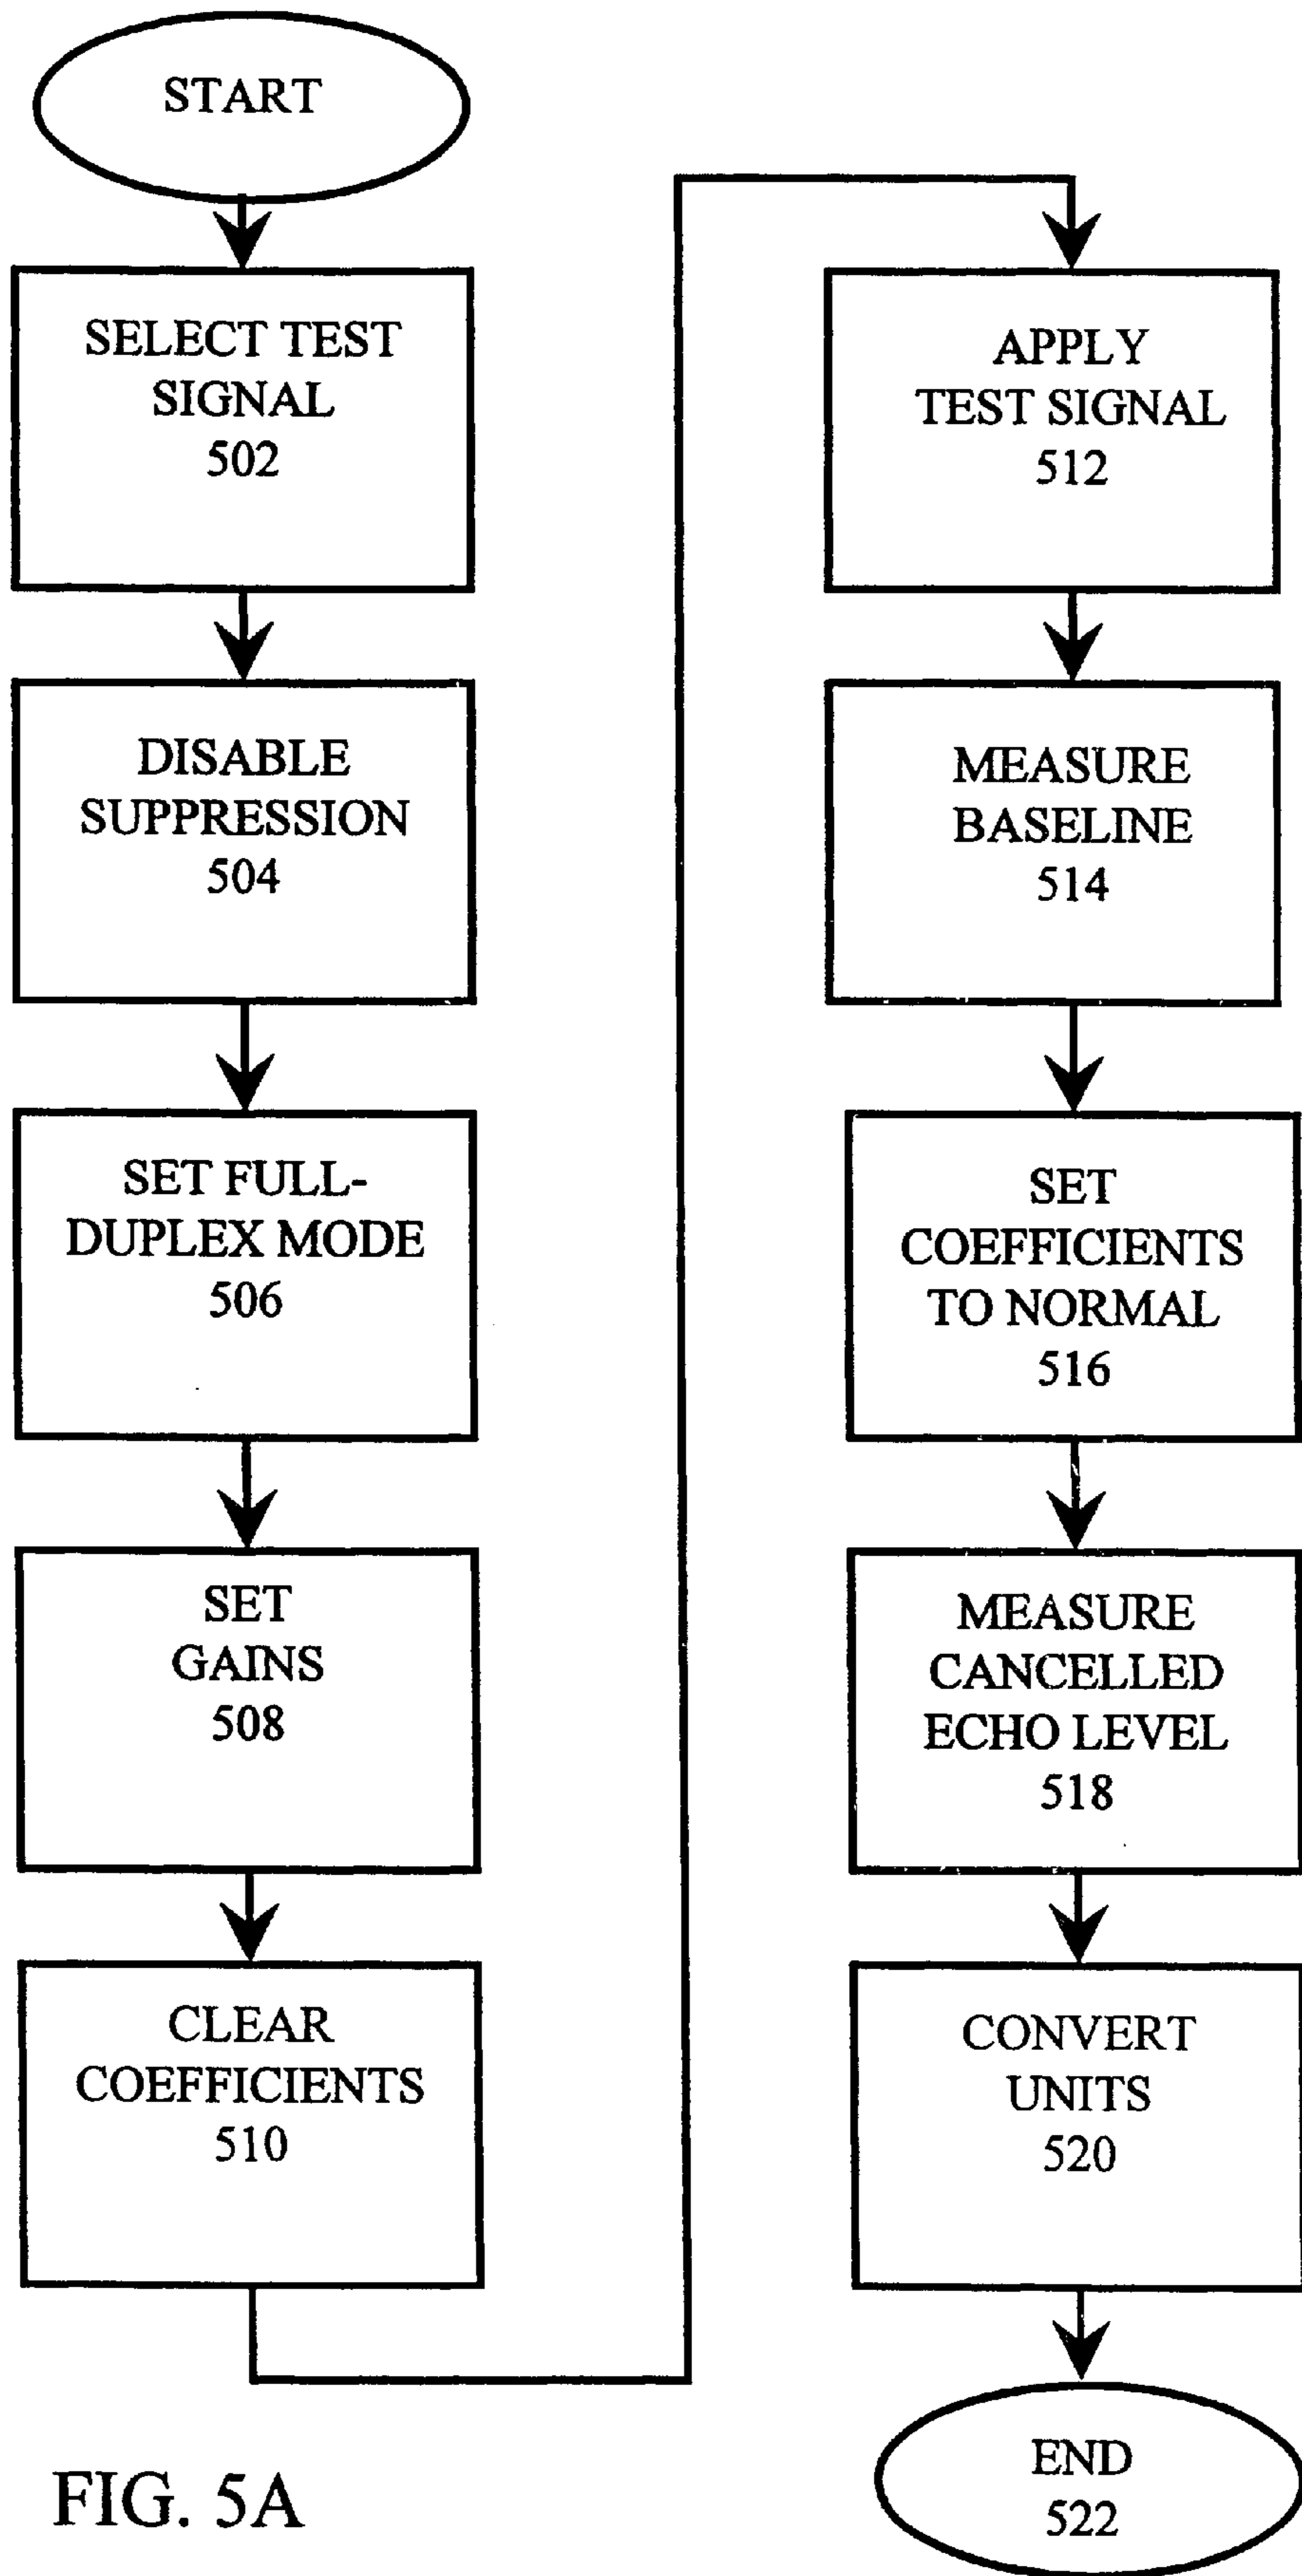 START
SELECT TEST
SIGNAL
502
DISABLE
SUPPRESSION
504
SET FULL-
DUPLEX MODE
506
SET
GAINS
508
CLEAR
COEFFICIENTS
510
APPLY
TEST SIGNAL
512
MEASURE
BASELINE
514
SET
COEFFICIENTS
TO NORMAL
516
MEASURE
CANCELLED
ECHO LEVEL
518
CONVERT
UNITS
520
END
522
FIG. 5A